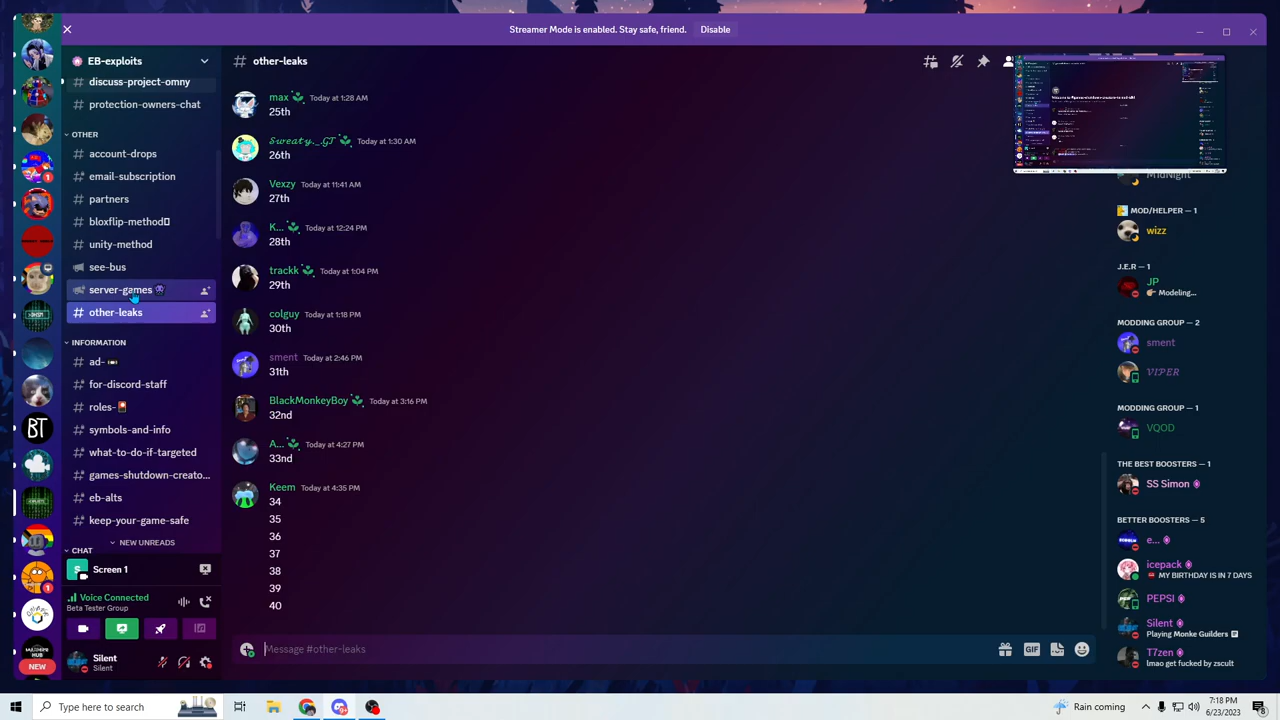 Streamer Mode is enabled. Stay safe, friend. Disable
EB-exploits
discuss-project-omny
protection-owners-chat
OTHER
account-drops
email-subscription
partners
bloxflip-method
unity-method
see-bus
server-games
other-leaks
INFORMATION
ad-
for-discord-staff
roles-
symbols-and-info
what-to-do-if-targeted
games-shutdown-creato...
eb-alts
keep-your-game-safe
NEW UNREADS
CHAT
Screen 1
Voice Connected
Beta Tester Group
Silent
Silent
NEW
1
1
BT
other-leaks
max Today at 1:28 AM
25th
𝓼𝔀𝓮𝓪𝓽𝔂._.𝓖𝓣 Today at 1:30 AM
26th
Vexzy Today at 11:41 AM
27th
K... Today at 12:24 PM
28th
trackk Today at 1:04 PM
29th
colguy Today at 1:18 PM
30th
sment Today at 2:46 PM
31th
BlackMonkeyBoy Today at 3:16 PM
32nd
A... Today at 4:27 PM
33nd
Keem Today at 4:35 PM
34
35
36
37
38
39
40
Message #other-leaks
GIF
MidNight
MOD/HELPER — 1
wizz
J.E.R — 1
JP
Modeling...
MODDING GROUP — 2
sment
𝓥𝓘𝓟𝓔𝓡
MODDING GROUP — 1
VQOD
THE BEST BOOSTERS — 1
SS Simon
BETTER BOOSTERS — 5
e...
icepack
MY BIRTHDAY IS IN 7 DAYS
PEPSI
Silent
Playing Monke Guilders
T7zen
lmao get fucked by zscult
Type here to search
Rain coming
7:18 PM
6/23/2023
8